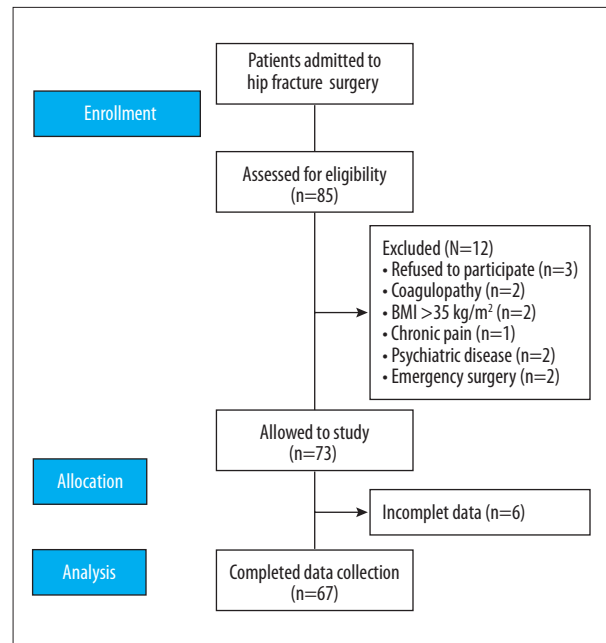 Patients admitted to
hip fracture surgery
Enrollment
Assessed for eligibility
(n=85)
Excluded (N=12)
• Refused to participate (n=3)
• Coagulopathy (n=2)
• BMI >35 kg/m² (n=2)
• Chronic pain (n=1)
• Psychiatric disease (n=2)
• Emergency surgery (n=2)
Allowed to study
(n=73)
Allocation
Incomplet data (n=6)
Analysis
Completed data collection
(n=67)